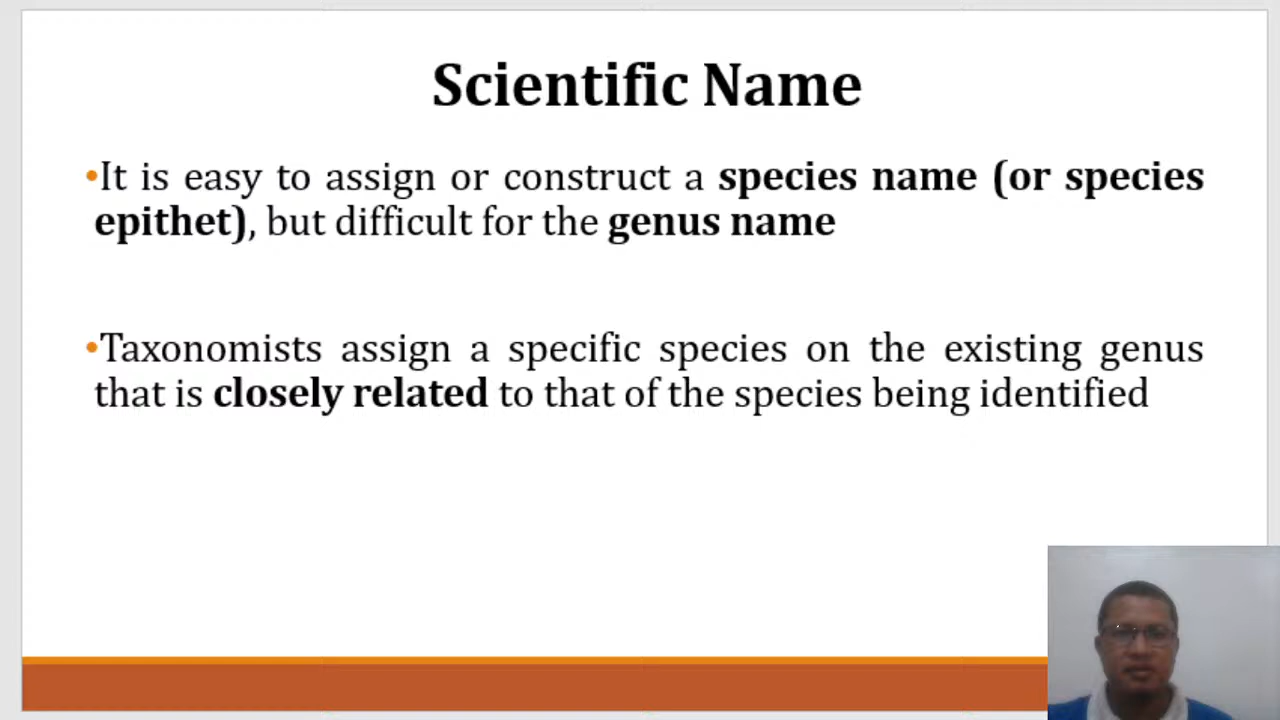 Scientific Name
•It is easy to assign or construct a species name (or species
epithet), but difficult for the genus name
•Taxonomists assign a specific species on the existing genus
that is closely related to that of the species being identified